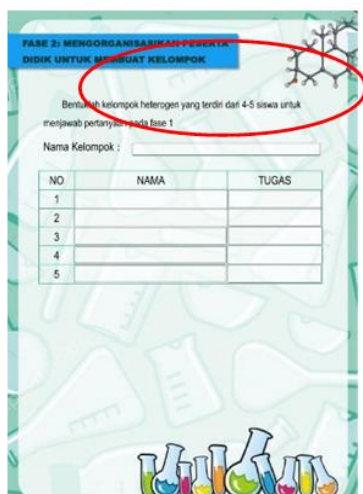 FASE 2: MENGORGANISASIKAN PESERTA
DIDIK UNTUK MEMBUAT KELOMPOK
Bentuklah kelompok heterogen yang terdiri dari 4-5 siswa untuk
menjawab pertanyaan pada fase 1
Nama Kelompok :
NO NAMA TUGAS
1
2
3
4
5